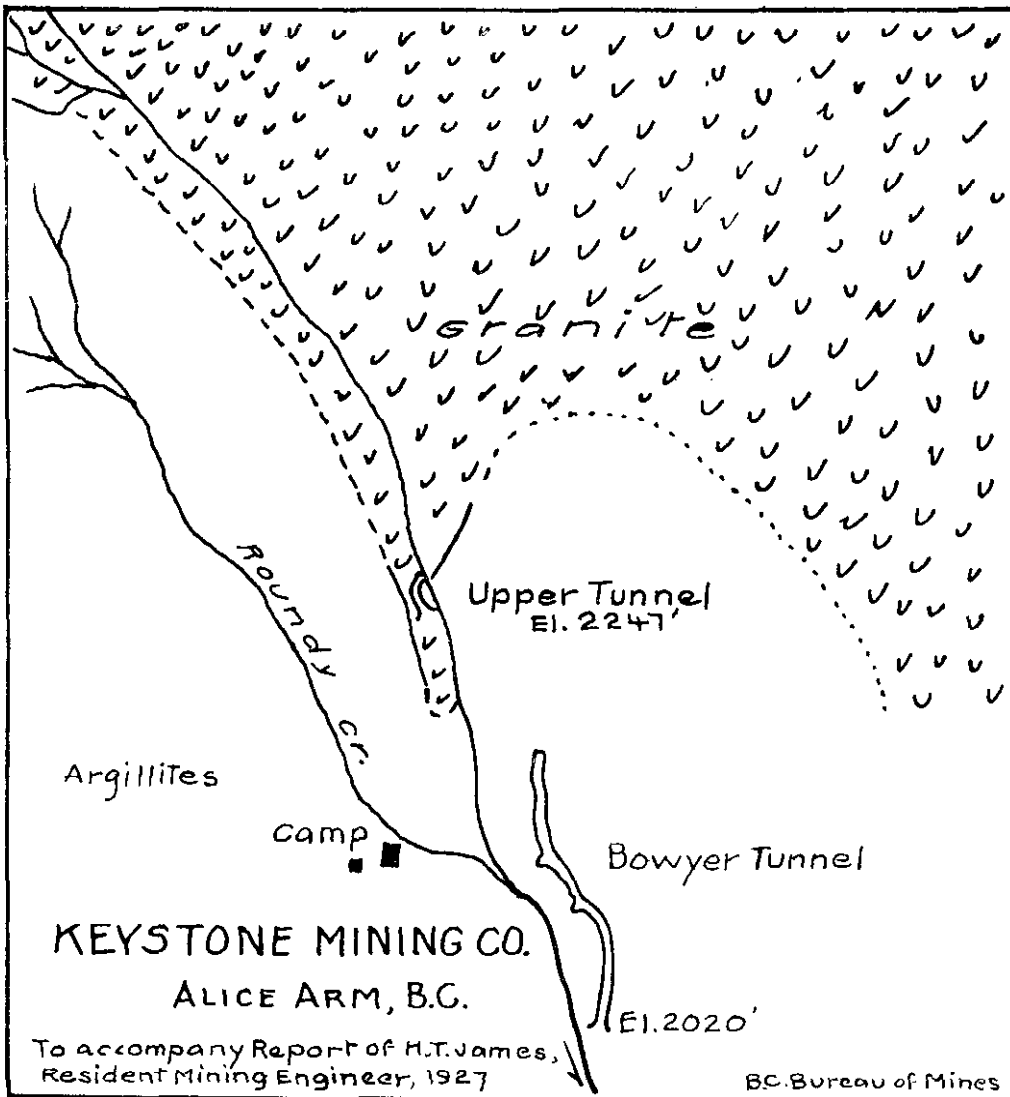 Granite
Roundy Cr.
Upper Tunnel
El. 2247'
Argillites
Camp
Bowyer Tunnel
KEYSTONE MINING CO.
ALICE ARM, B.C.
El. 2020'
To accompany Report of H.T. James,
Resident Mining Engineer, 1927
B.C. Bureau of Mines